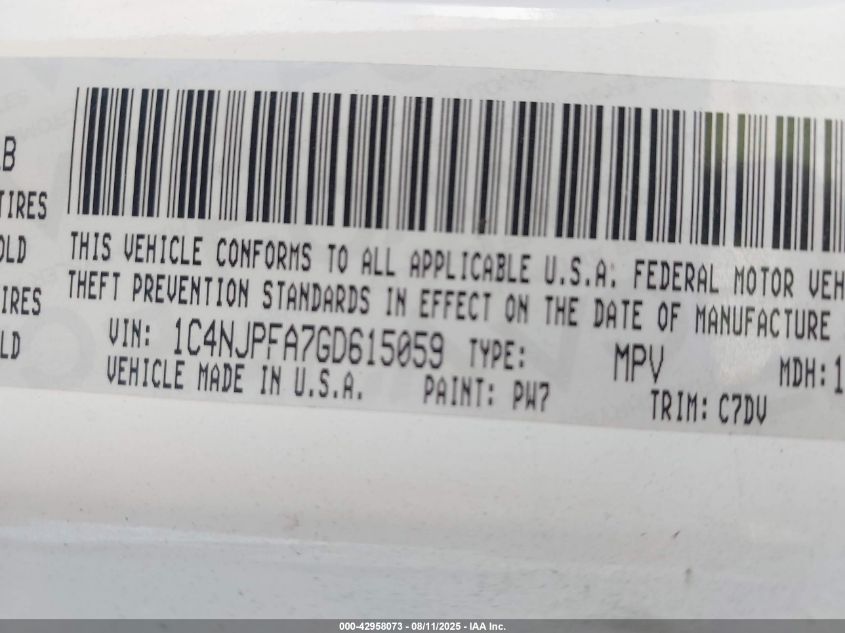 LB
TIRES
OLD
IRES
LD
THIS VEHICLE CONFORMS TO ALL APPLICABLE U.S.A. FEDERAL MOTOR VEH
THEFT PREVENTION STANDARDS IN EFFECT ON THE DATE OF MANUFACTURE
VIN: 1C4NJPFA7GD615059 TYPE: MPV MDH: 1
VEHICLE MADE IN U.S.A. PAINT: PW7 TRIM: C7DV
000-42958073 - 08/11/2025 - IAA Inc.